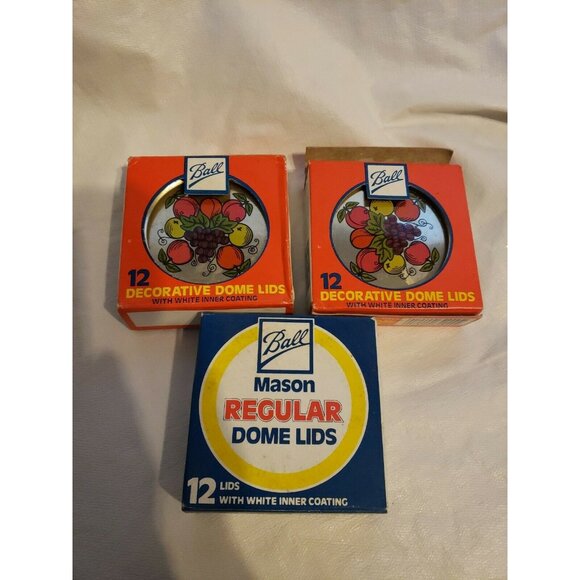 Ball
12
DECORATIVE DOME LIDS
WITH WHITE INNER COATING
Ball
12
DECORATIVE DOME LIDS
WITH WHITE INNER COATING
Ball
Mason
REGULAR
DOME LIDS
12 LIDS
WITH WHITE INNER COATING